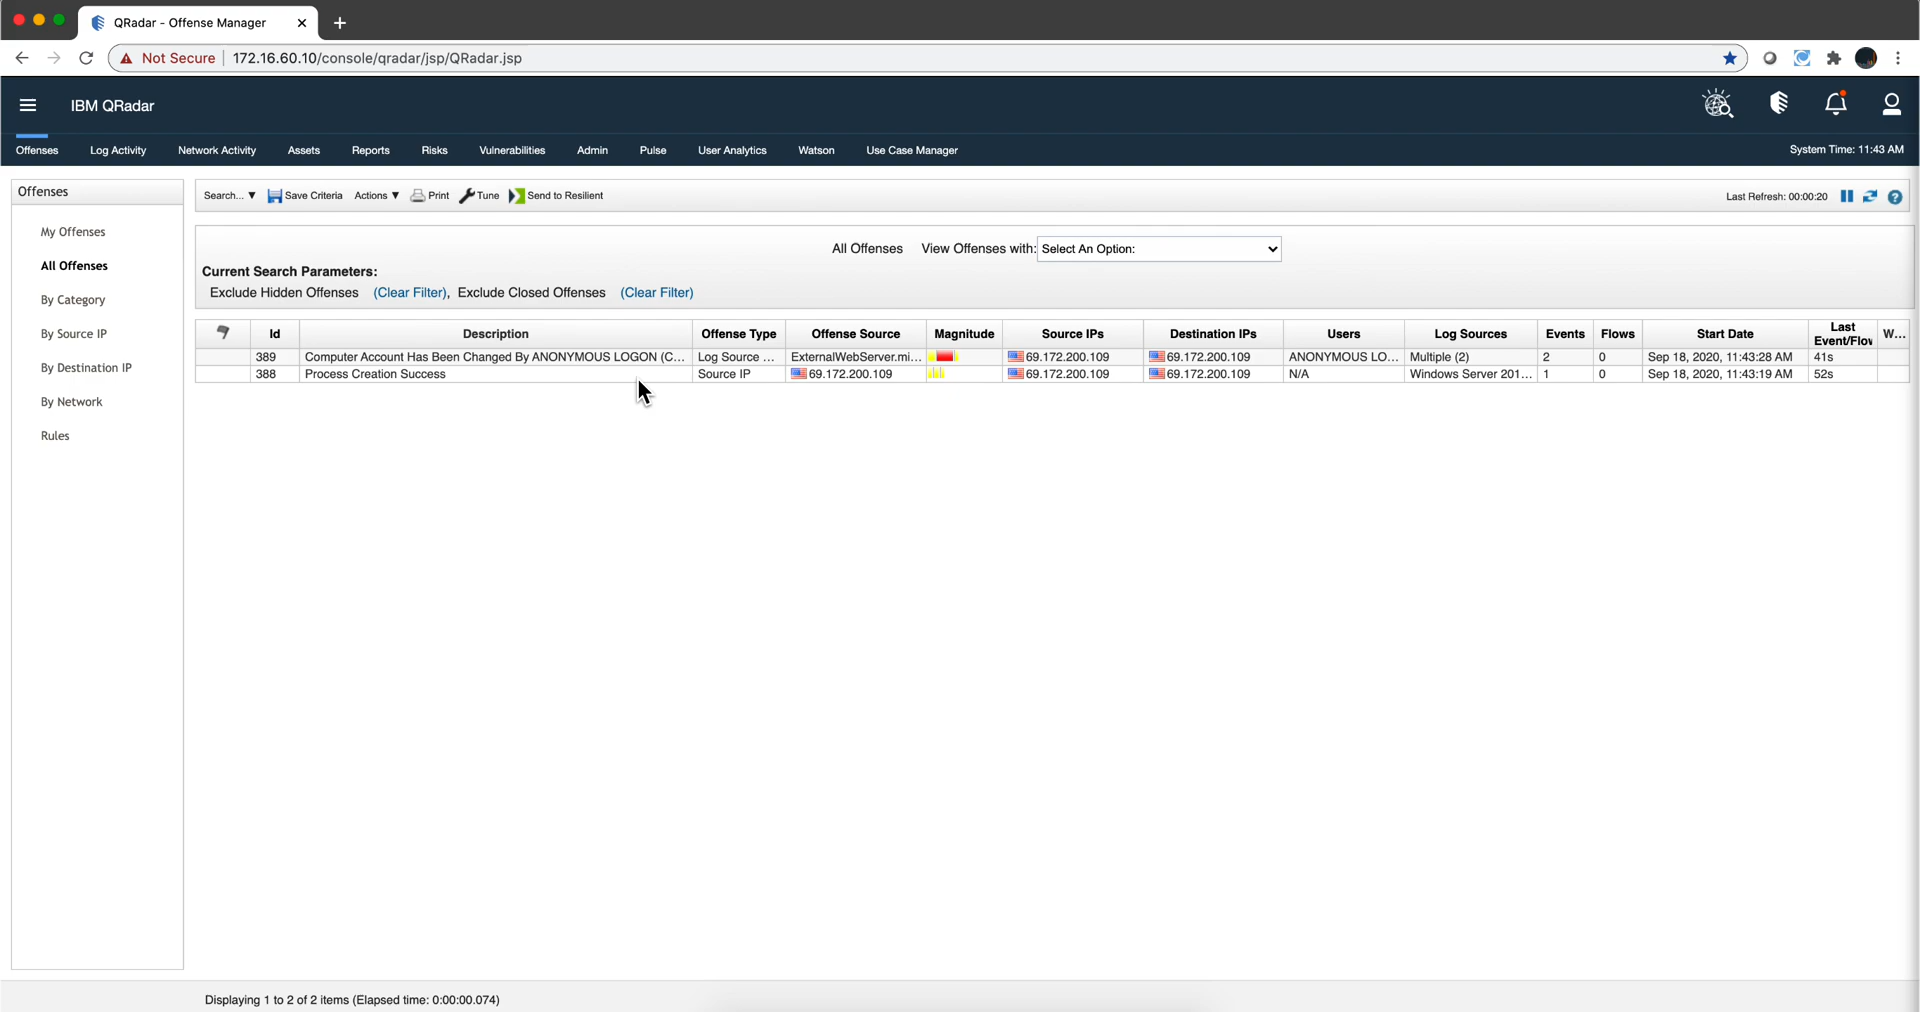 QRadar - Offense Manager
Not Secure 172.16.60.10/console/qradar/jsp/QRadar.jsp
IBM QRadar
Offenses Log Activity Network Activity Assets Reports Risks Vulnerabilities Admin Pulse User Analytics Watson Use Case Manager System Time: 11:43 AM
Offenses
My Offenses
All Offenses
By Category
By Source IP
By Destination IP
By Network
Rules
Search... Save Criteria Actions Print Tune Send to Resilient Last Refresh: 00:00:20
All Offenses View Offenses with: Select An Option:
Current Search Parameters:
Exclude Hidden Offenses (Clear Filter), Exclude Closed Offenses (Clear Filter)
Id Description Offense Type Offense Source Magnitude Source IPs Destination IPs Users Log Sources Events Flows Start Date Last Event/Flow W...
389 Computer Account Has Been Changed By ANONYMOUS LOGON (C... Log Source ... ExternalWebServer.mi... 69.172.200.109 69.172.200.109 ANONYMOUS LO... Multiple (2) 2 0 Sep 18, 2020, 11:43:28 AM 41s
388 Process Creation Success Source IP 69.172.200.109 69.172.200.109 69.172.200.109 N/A Windows Server 201... 1 0 Sep 18, 2020, 11:43:19 AM 52s
Displaying 1 to 2 of 2 items (Elapsed time: 0:00:00.074)